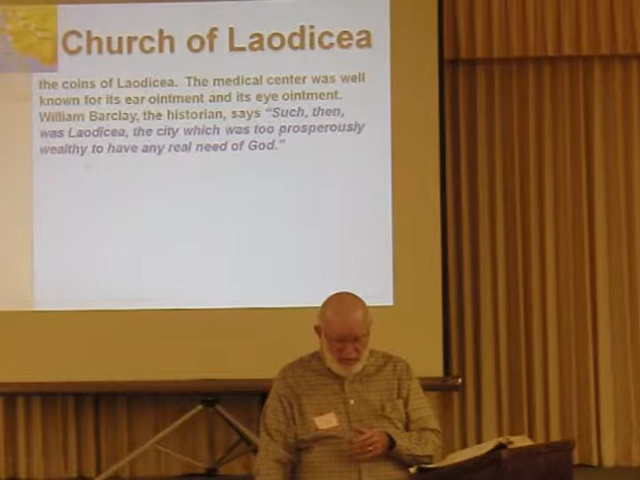 Church of Laodicea
the coins of Laodicea. The medical center was well
known for its ear ointment and its eye ointment.
William Barclay, the historian, says "Such, then,
was Laodicea, the city which was too prosperously
wealthy to have any real need of God."